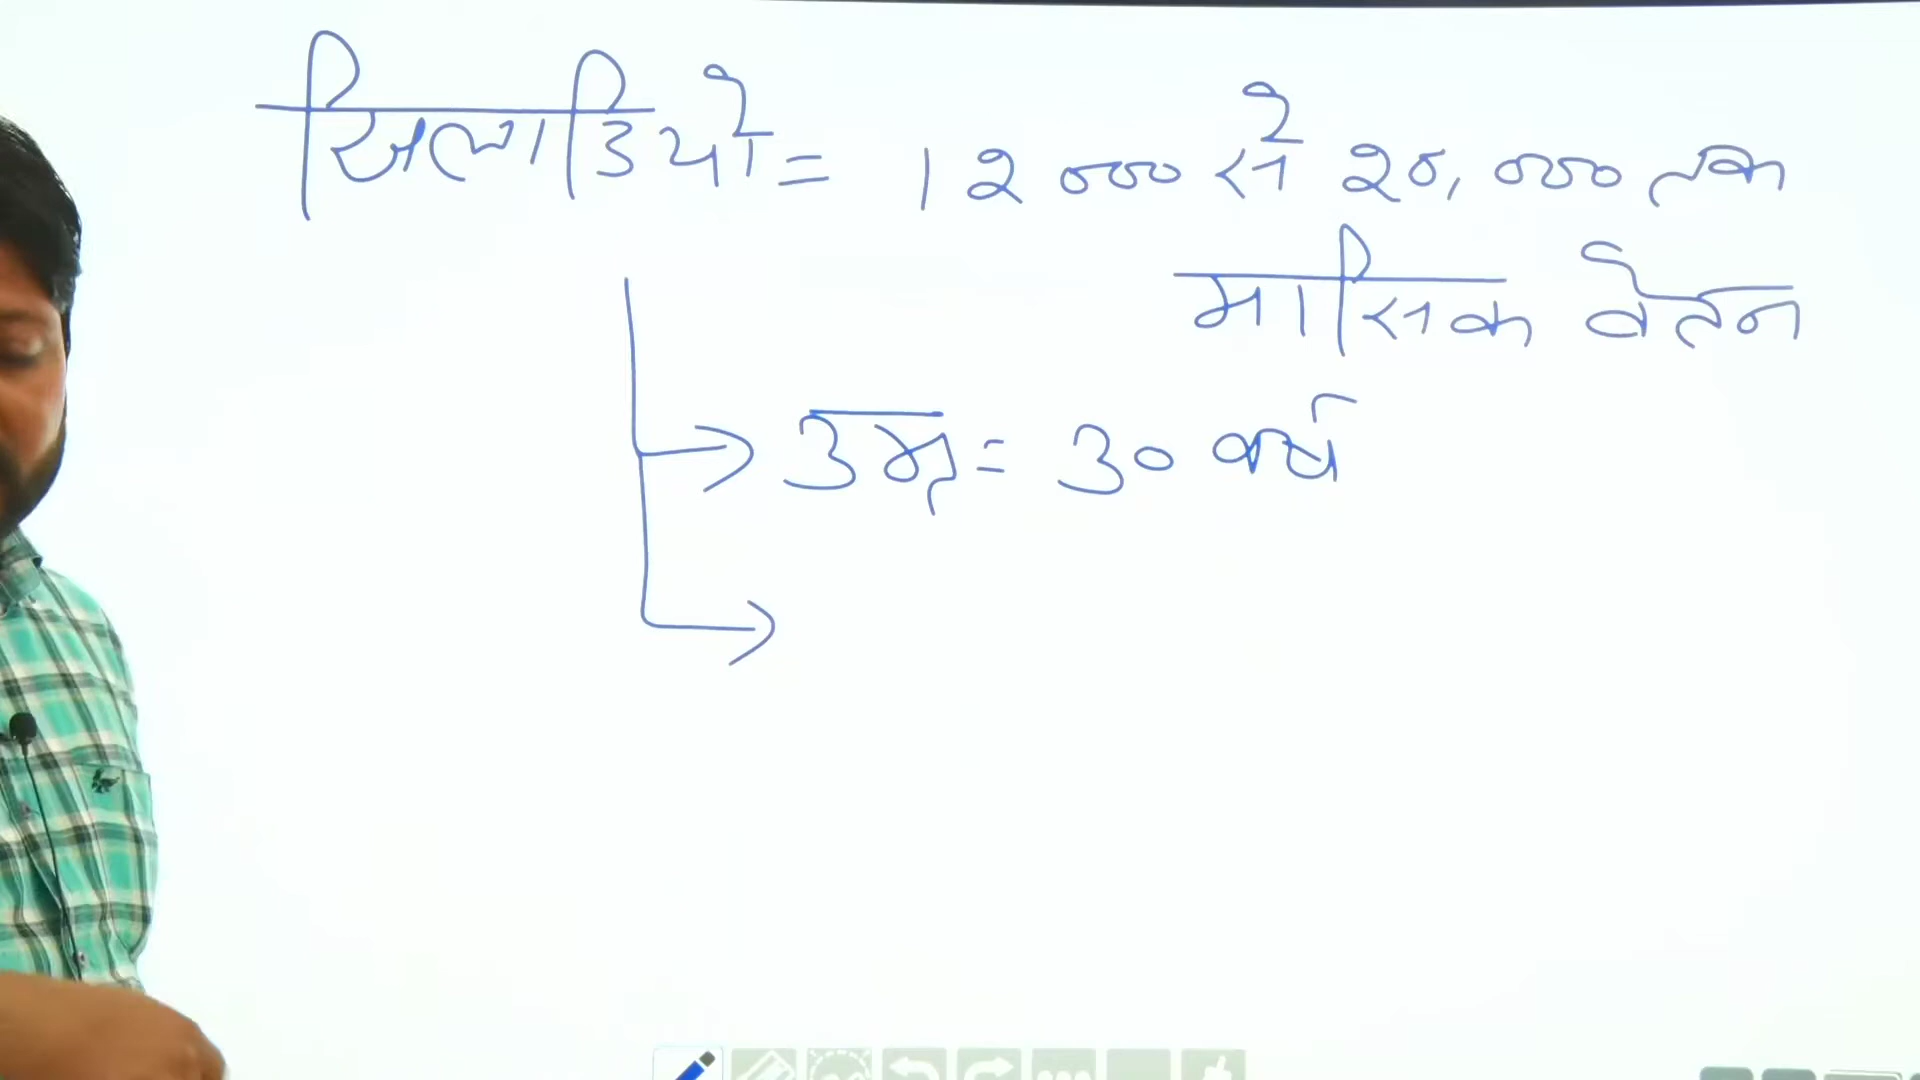 खिलाडियो = 12000 से 20,000 तक
मासिक वेतन
उम्र = 30 वर्ष